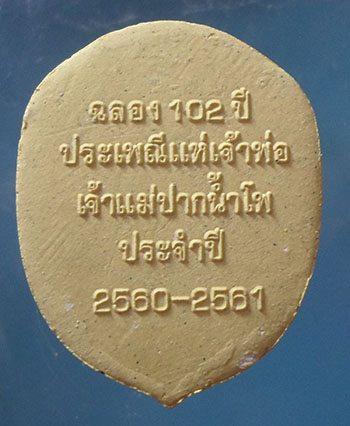 ฉลอง 102 ปี
ประเพณีแห่เจ้าพ่อ
เจ้าแม่ปากน้ำโพ
ประจำปี
2560-2561